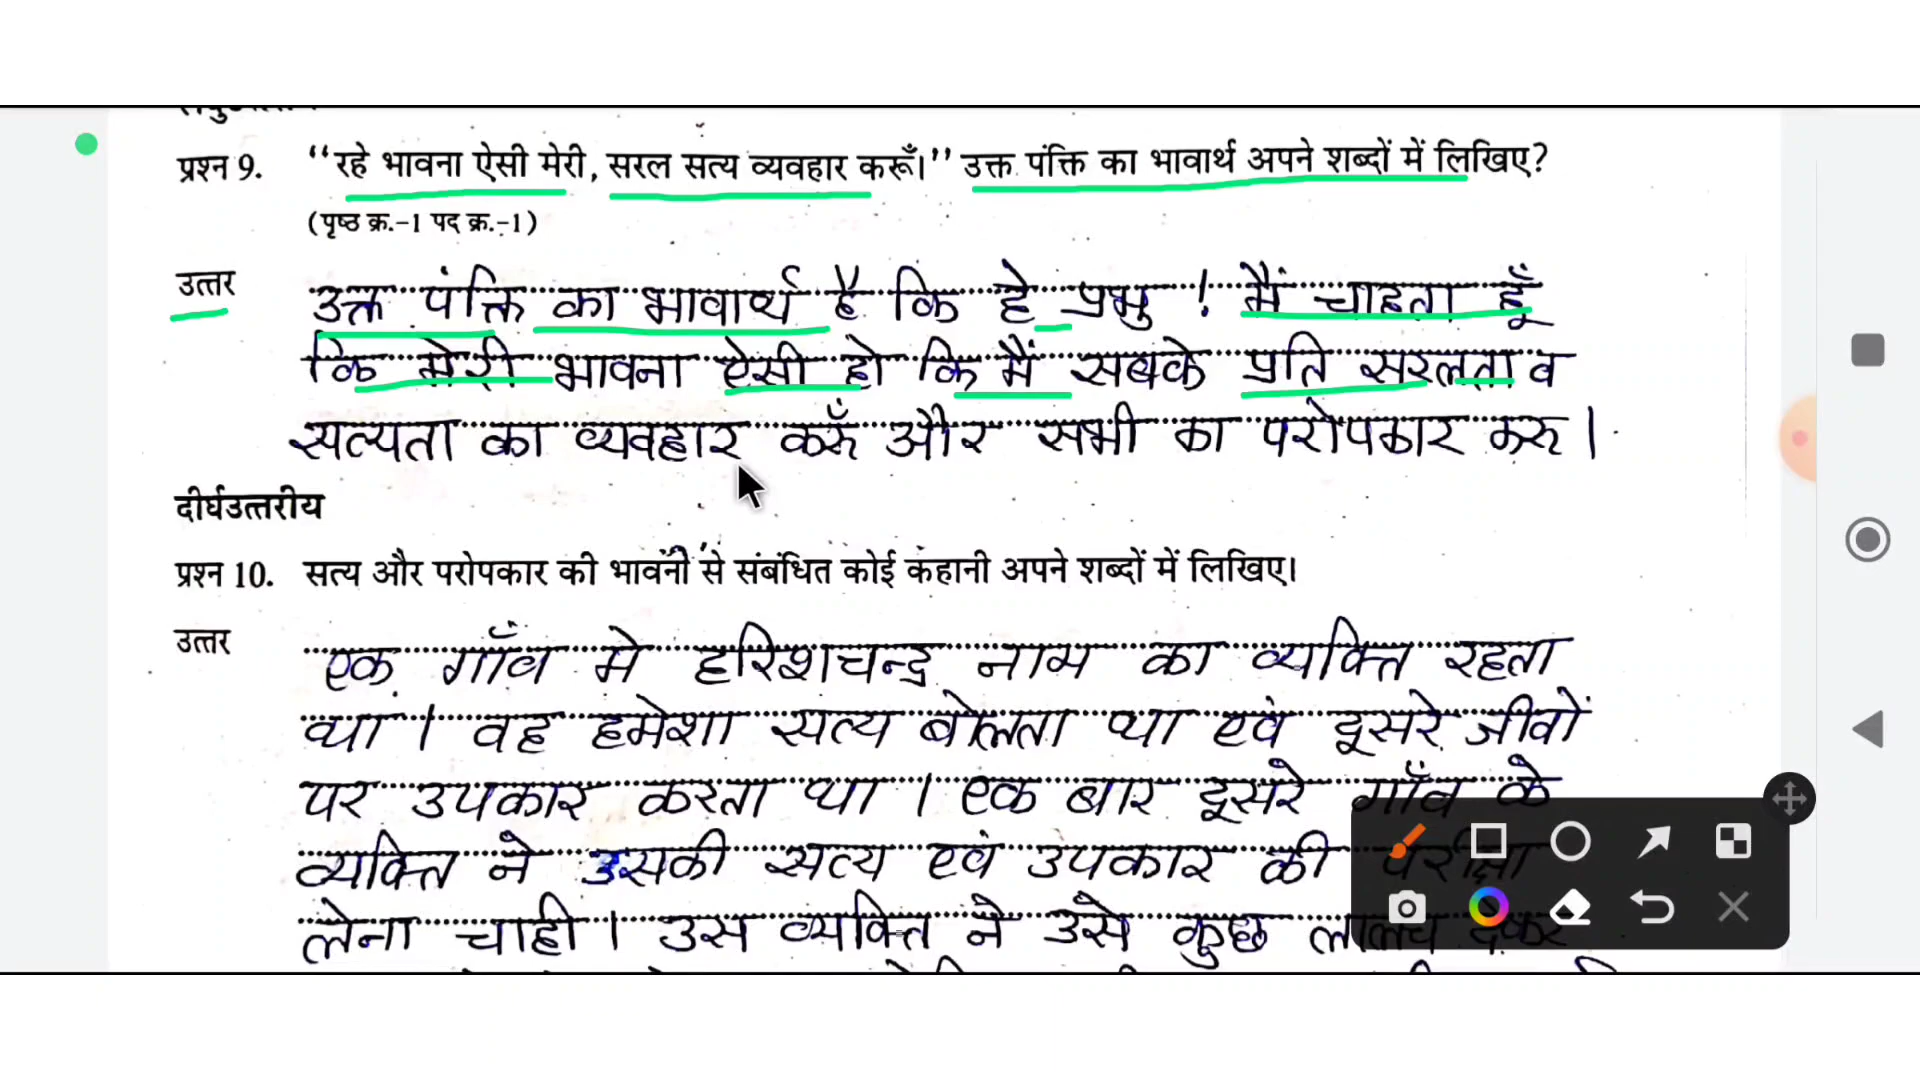 प्रश्न 9. “रहे भावना ऐसी मेरी, सरल सत्य व्यवहार करूँ।” उक्त पंक्ति का भावार्थ अपने शब्दों में लिखिए?
(पृष्ठ क्र.-1 पद क्र.-1)
उत्तर उक्त पंक्ति का भावार्थ है कि हे प्रभु ! मैं चाहता हूँ
कि मेरी भावना ऐसी हो कि मैं सबके प्रति सरलता व
सत्यता का व्यवहार करूँ और सभी का परोपकार करू।
दीर्घउत्तरीय
प्रश्न 10. सत्य और परोपकार की भावनी से संबंधित कोई कहानी अपने शब्दों में लिखिए।
उत्तर एक गाँव मे हरिशचन्द्र नाम का व्यक्ति रहता
था। वह हमेशा सत्य बोलता था एवं दूसरे जीवों
पर उपकार करता था। एक बार दूसरे गाँव के
व्यक्ति ने उसकी सत्य एवं उपकार की परीक्षा
लेना चाही। उस व्यक्ति ने उसे कुछ लालच देकर